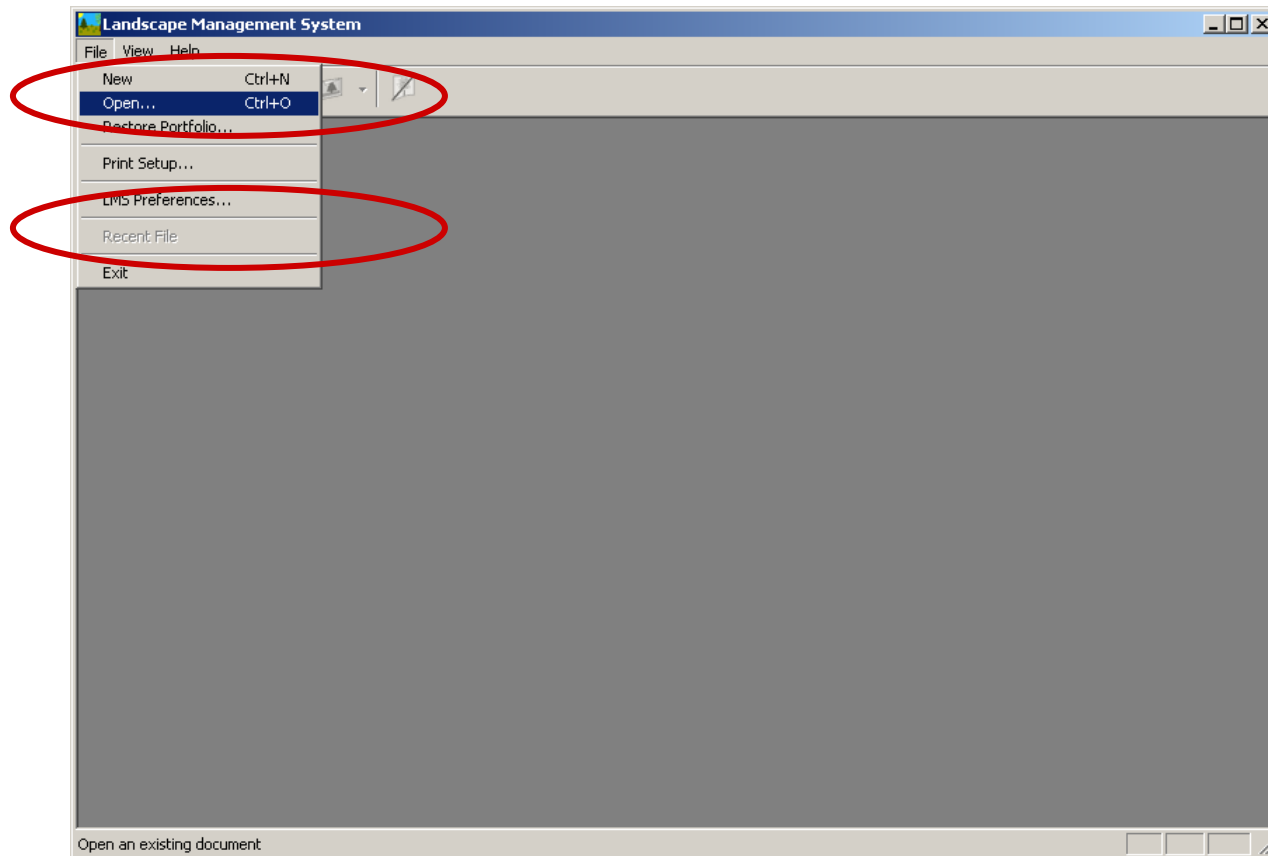 Landscape Management System
File View Help
New Ctrl+N
Open... Ctrl+O
Restore Portfolio...
Print Setup...
LMS Preferences...
Recent File
Exit
Open an existing document